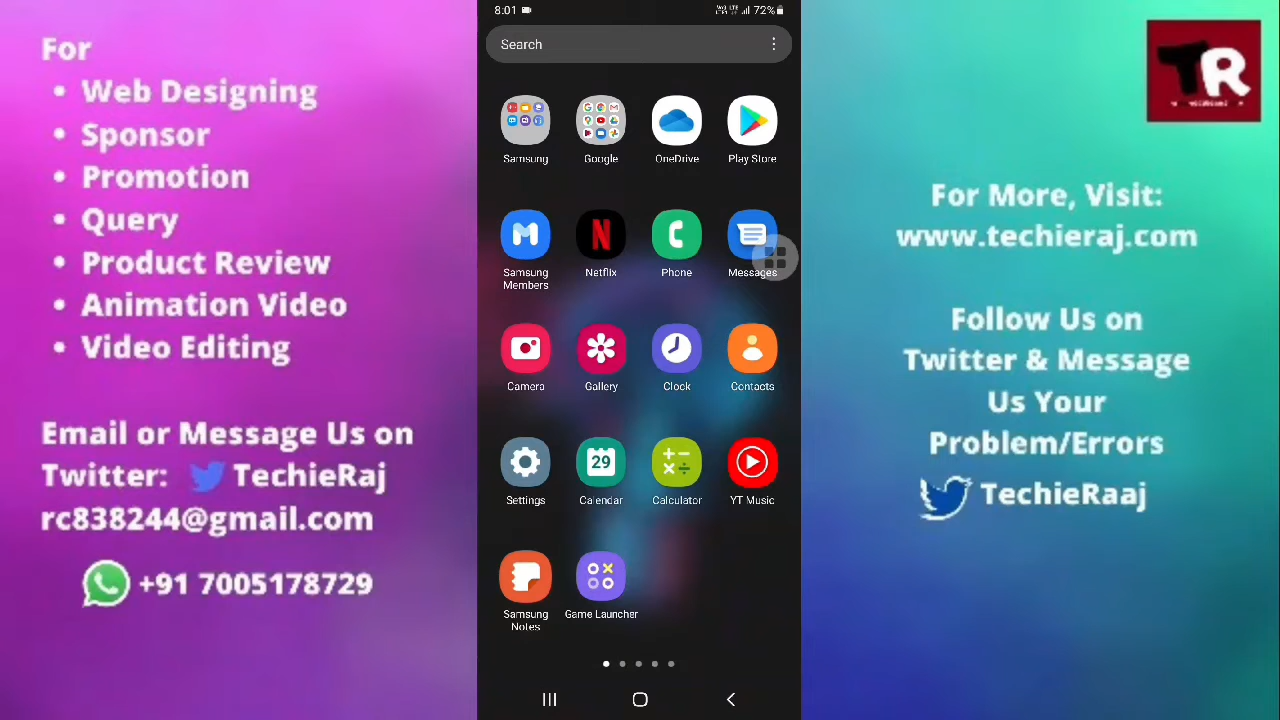 For
• Web Designing
• Sponsor
• Promotion
• Query
• Product Review
• Animation Video
• Video Editing
Email or Message Us on
Twitter: TechieRaj
rc838244@gmail.com
+91 7005178729
8:01
72%
Search
Samsung
Google
OneDrive
Play Store
Samsung Members
Netflix
Phone
Messages
Camera
Gallery
Clock
Contacts
29
Settings
Calendar
Calculator
YT Music
Samsung Notes
Game Launcher
TR
For More, Visit:
www.techieraj.com
Follow Us on
Twitter & Message
Us Your
Problem/Errors
TechieRaaj